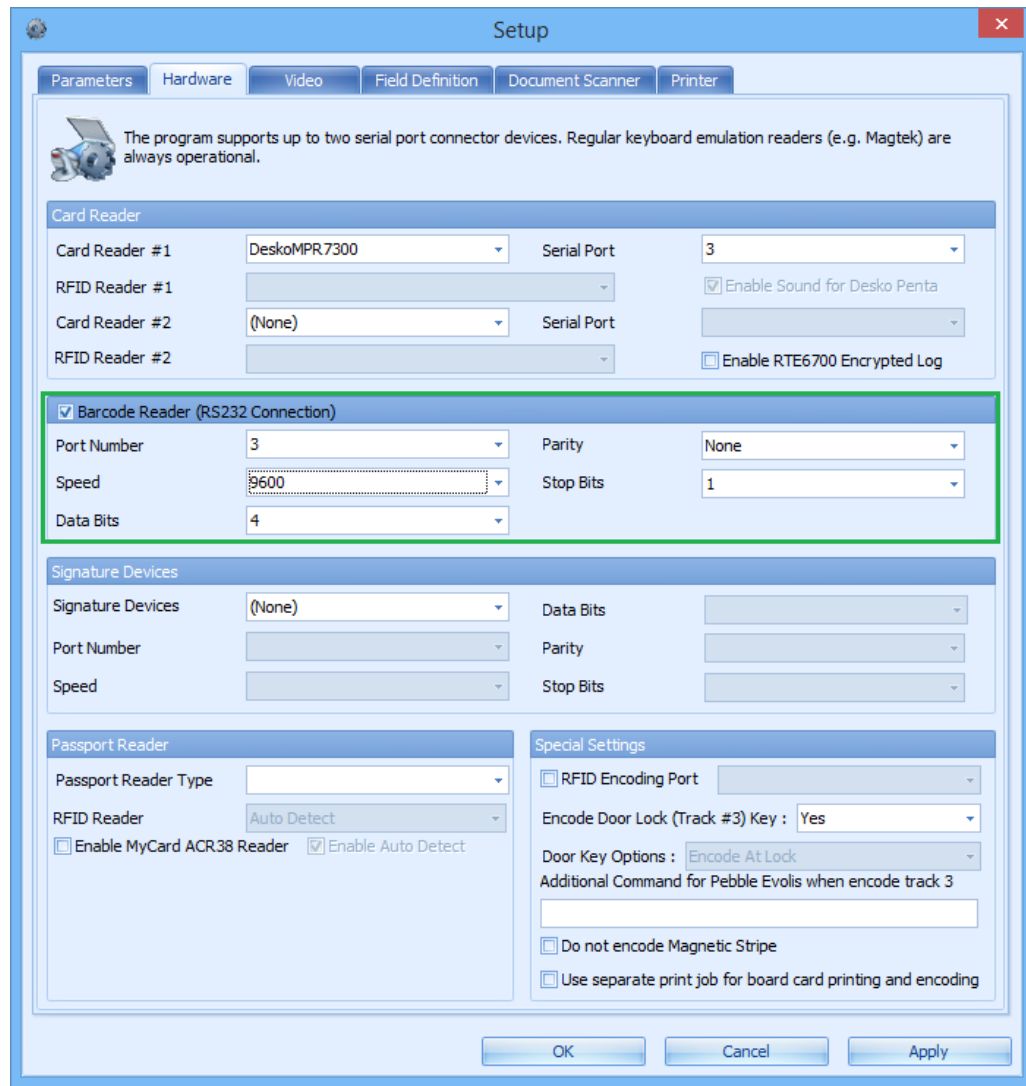 Setup
Parameters Hardware Video Field Definition Document Scanner Printer
The program supports up to two serial port connector devices. Regular keyboard emulation readers (e.g. Magtek) are
always operational.
Card Reader
Card Reader #1 DeskoMPR7300 Serial Port 3
RFID Reader #1 Enable Sound for Desko Penta
Card Reader #2 (None) Serial Port
RFID Reader #2 Enable RTE6700 Encrypted Log
Barcode Reader (RS232 Connection)
Port Number 3 Parity None
Speed 9600 Stop Bits 1
Data Bits 4
Signature Devices
Signature Devices (None) Data Bits
Port Number Parity
Speed Stop Bits
Passport Reader
Passport Reader Type
RFID Reader Auto Detect
Enable MyCard ACR38 Reader Enable Auto Detect
Special Settings
RFID Encoding Port
Encode Door Lock (Track #3) Key : Yes
Door Key Options : Encode At Lock
Additional Command for Pebble Evolis when encode track 3
Do not encode Magnetic Stripe
Use separate print job for board card printing and encoding
OK Cancel Apply